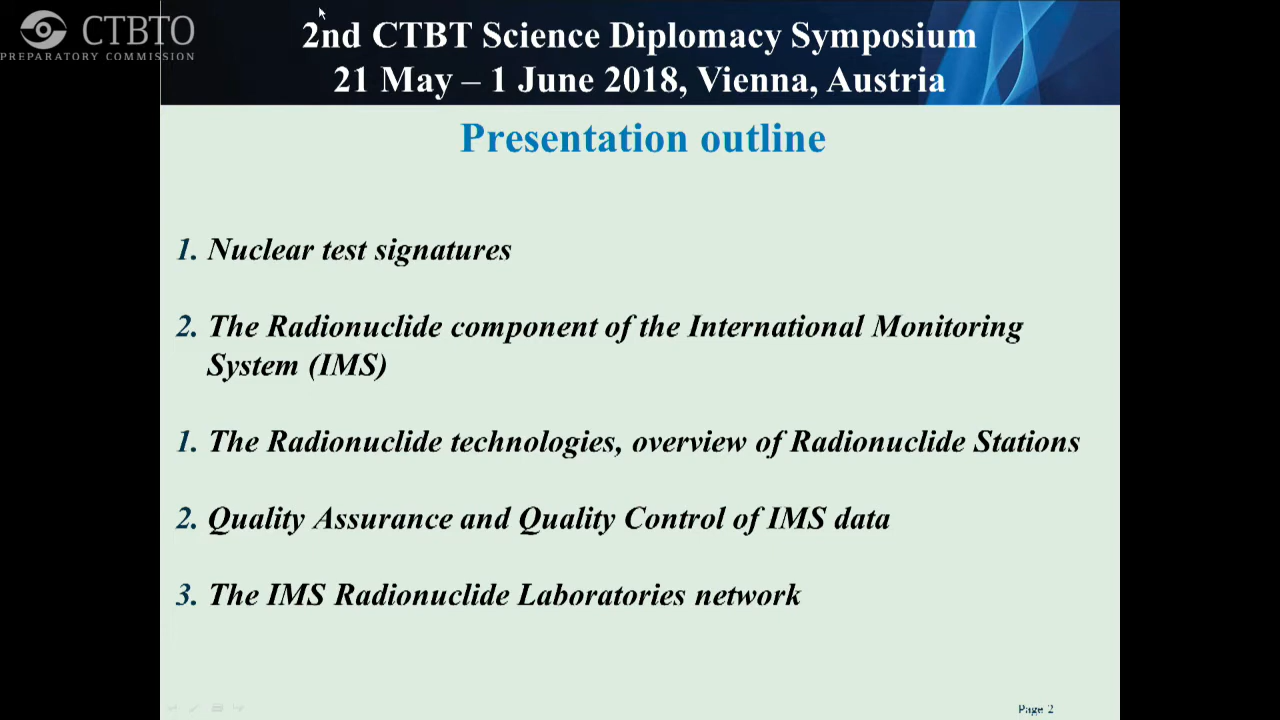 CTBTO
PREPARATORY COMMISSION
2nd CTBT Science Diplomacy Symposium
21 May – 1 June 2018, Vienna, Austria
Presentation outline
1. Nuclear test signatures
2. The Radionuclide component of the International Monitoring
System (IMS)
1. The Radionuclide technologies, overview of Radionuclide Stations
2. Quality Assurance and Quality Control of IMS data
3. The IMS Radionuclide Laboratories network
Page 2